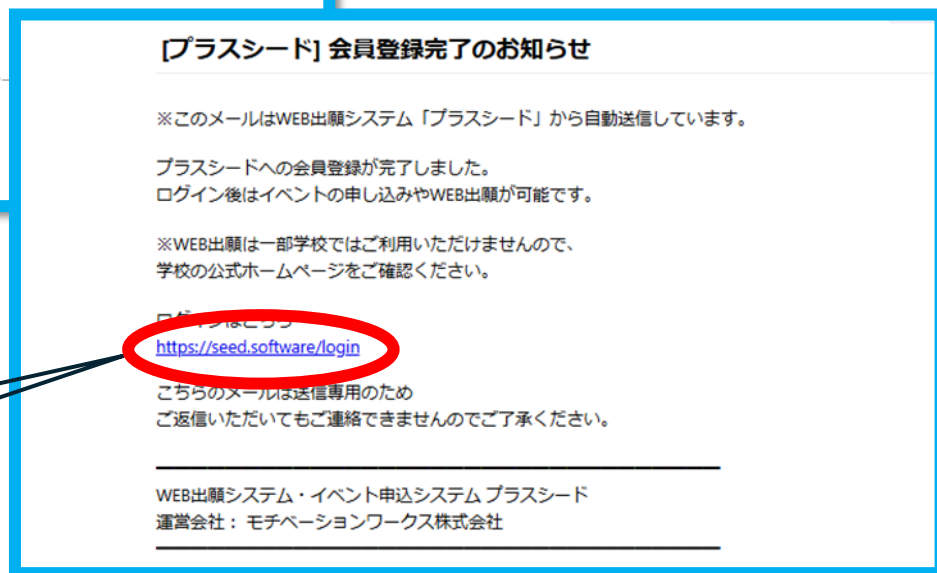 [プラスシード] 会員登録完了のお知らせ
※このメールはWEB出願システム「プラスシード」から自動送信しています。
プラスシードへの会員登録が完了しました。
ログイン後はイベントの申し込みやWEB出願が可能です。
※WEB出願は一部学校ではご利用いただけませんので、
学校の公式ホームページをご確認ください。
ログインはこちら
https://seed.software/login
こちらのメールは送信専用のため
ご返信いただいてもご連絡できませんのでご了承ください。
WEB出願システム・イベント申込システム プラスシード
運営会社： モチベーションワークス株式会社